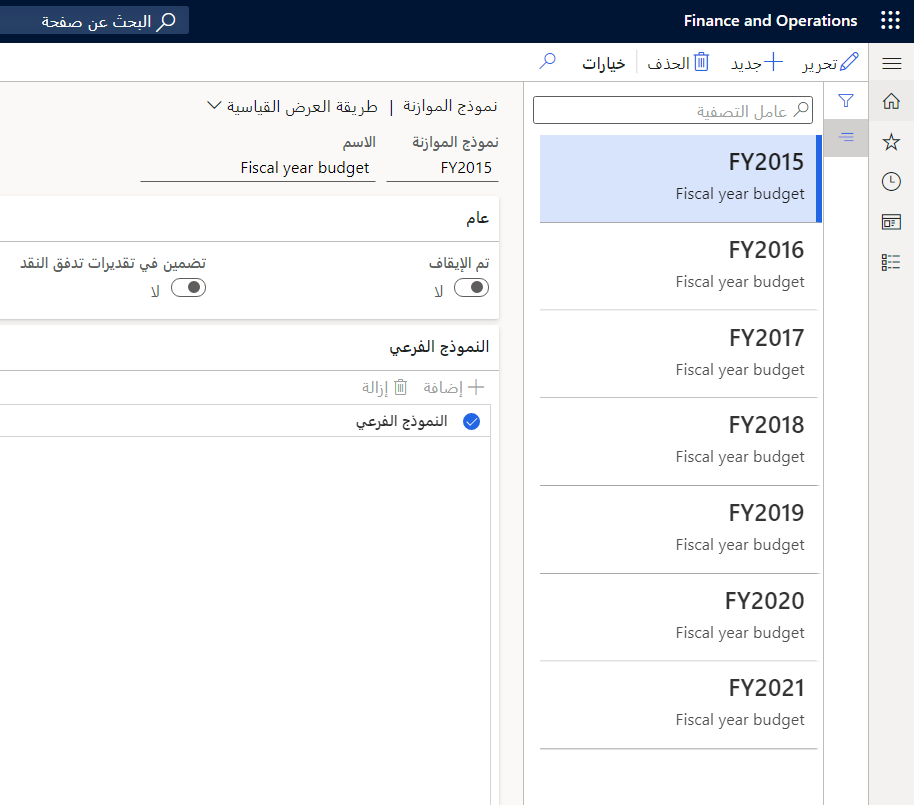 Finance and Operations
البحث عن صفحة
تحرير
جديد
الحذف
خيارات
عامل التصفية
FY2015
Fiscal year budget
FY2016
Fiscal year budget
FY2017
Fiscal year budget
FY2018
Fiscal year budget
FY2019
Fiscal year budget
FY2020
Fiscal year budget
FY2021
Fiscal year budget
نموذج الموازنة | طريقة العرض القياسية
نموذج الموازنة
FY2015
الاسم
Fiscal year budget
عام
تم الإيقاف
لا
تضمين في تقديرات تدفق النقد
لا
النموذج الفرعي
إضافة
إزالة
النموذج الفرعي